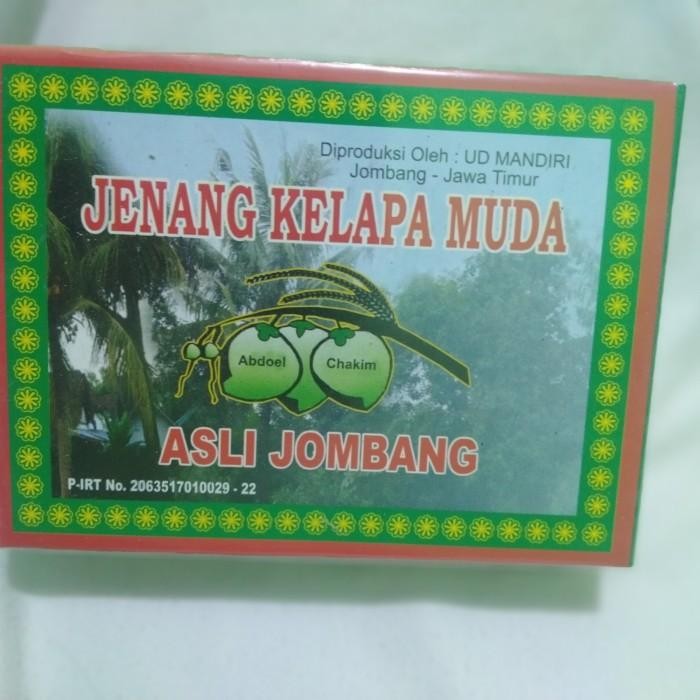 Diproduksi Oleh : UD MANDIRI
Jombang - Jawa Timur
JENANG KELAPA MUDA
Abdoel Chakim
ASLI JOMBANG
P-IRT No. 2063517010029 - 22